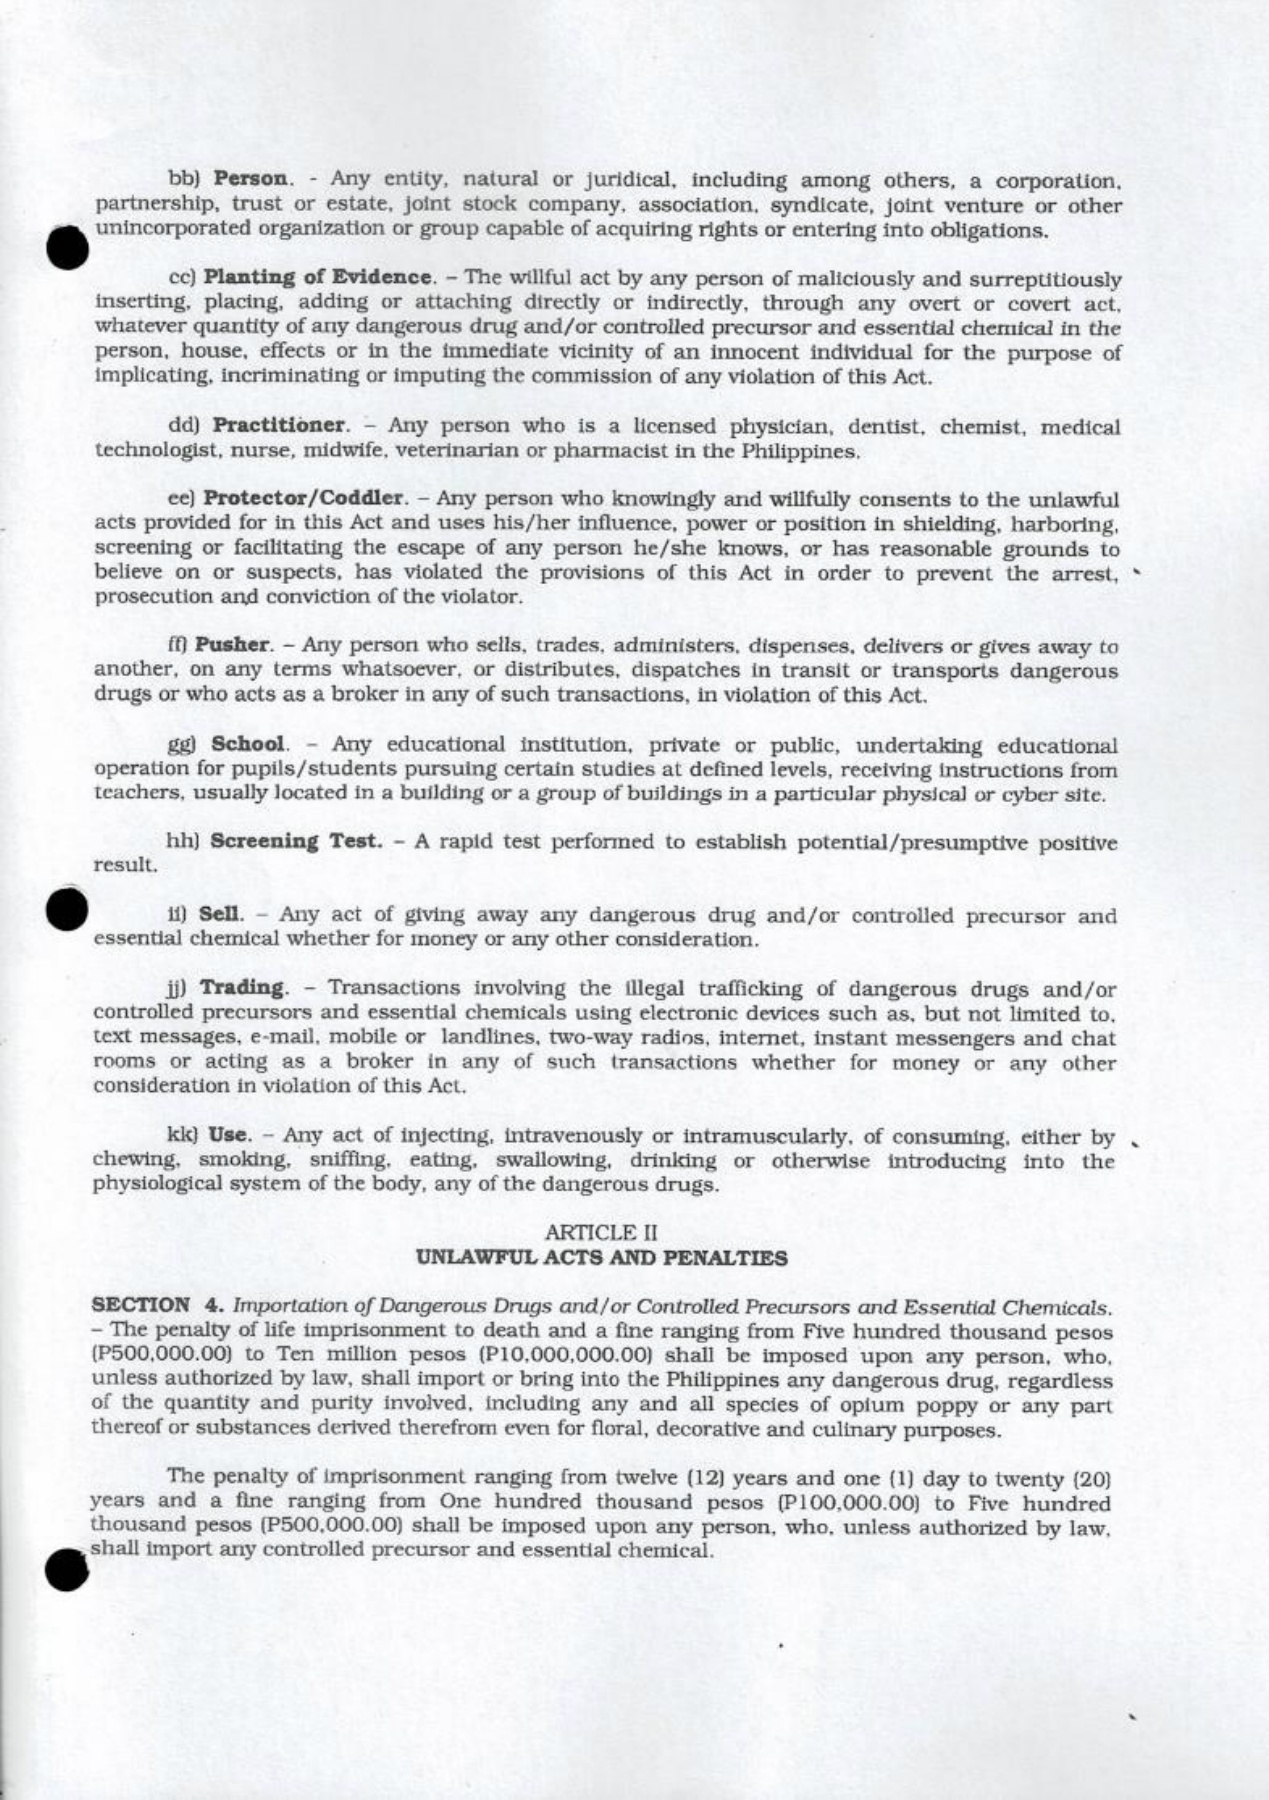 bb) Person. - Any entity, natural or juridical, including among others, a corporation,
partnership, trust or estate, joint stock company, association, syndicate, joint venture or other
unincorporated organization or group capable of acquiring rights or entering into obligations.
cc) Planting of Evidence. – The willful act by any person of maliciously and surreptitiously
inserting, placing, adding or attaching directly or indirectly, through any overt or covert act,
whatever quantity of any dangerous drug and/or controlled precursor and essential chemical in the
person, house, effects or in the immediate vicinity of an innocent individual for the purpose of
implicating, incriminating or imputing the commission of any violation of this Act.
dd) Practitioner. – Any person who is a licensed physician, dentist, chemist, medical
technologist, nurse, midwife, veterinarian or pharmacist in the Philippines.
ee) Protector/Coddler. – Any person who knowingly and willfully consents to the unlawful
acts provided for in this Act and uses his/her influence, power or position in shielding, harboring,
screening or facilitating the escape of any person he/she knows, or has reasonable grounds to
believe on or suspects, has violated the provisions of this Act in order to prevent the arrest,
prosecution and conviction of the violator.
ff) Pusher. – Any person who sells, trades, administers, dispenses, delivers or gives away to
another, on any terms whatsoever, or distributes, dispatches in transit or transports dangerous
drugs or who acts as a broker in any of such transactions, in violation of this Act.
gg) School. – Any educational institution, private or public, undertaking educational
operation for pupils/students pursuing certain studies at defined levels, receiving instructions from
teachers, usually located in a building or a group of buildings in a particular physical or cyber site.
hh) Screening Test. – A rapid test performed to establish potential/presumptive positive
result.
ii) Sell. – Any act of giving away any dangerous drug and/or controlled precursor and
essential chemical whether for money or any other consideration.
jj) Trading. – Transactions involving the illegal trafficking of dangerous drugs and/or
controlled precursors and essential chemicals using electronic devices such as, but not limited to,
text messages, e-mail, mobile or landlines, two-way radios, internet, instant messengers and chat
rooms or acting as a broker in any of such transactions whether for money or any other
consideration in violation of this Act.
kk) Use. – Any act of injecting, intravenously or intramuscularly, of consuming, either by
chewing, smoking, sniffing, eating, swallowing, drinking or otherwise introducing into the
physiological system of the body, any of the dangerous drugs.
ARTICLE II
UNLAWFUL ACTS AND PENALTIES
SECTION 4. Importation of Dangerous Drugs and/or Controlled Precursors and Essential Chemicals.
– The penalty of life imprisonment to death and a fine ranging from Five hundred thousand pesos
(P500,000.00) to Ten million pesos (P10,000,000.00) shall be imposed upon any person, who,
unless authorized by law, shall import or bring into the Philippines any dangerous drug, regardless
of the quantity and purity involved, including any and all species of opium poppy or any part
thereof or substances derived therefrom even for floral, decorative and culinary purposes.
The penalty of imprisonment ranging from twelve (12) years and one (1) day to twenty (20)
years and a fine ranging from One hundred thousand pesos (P100,000.00) to Five hundred
thousand pesos (P500,000.00) shall be imposed upon any person, who, unless authorized by law,
shall import any controlled precursor and essential chemical.